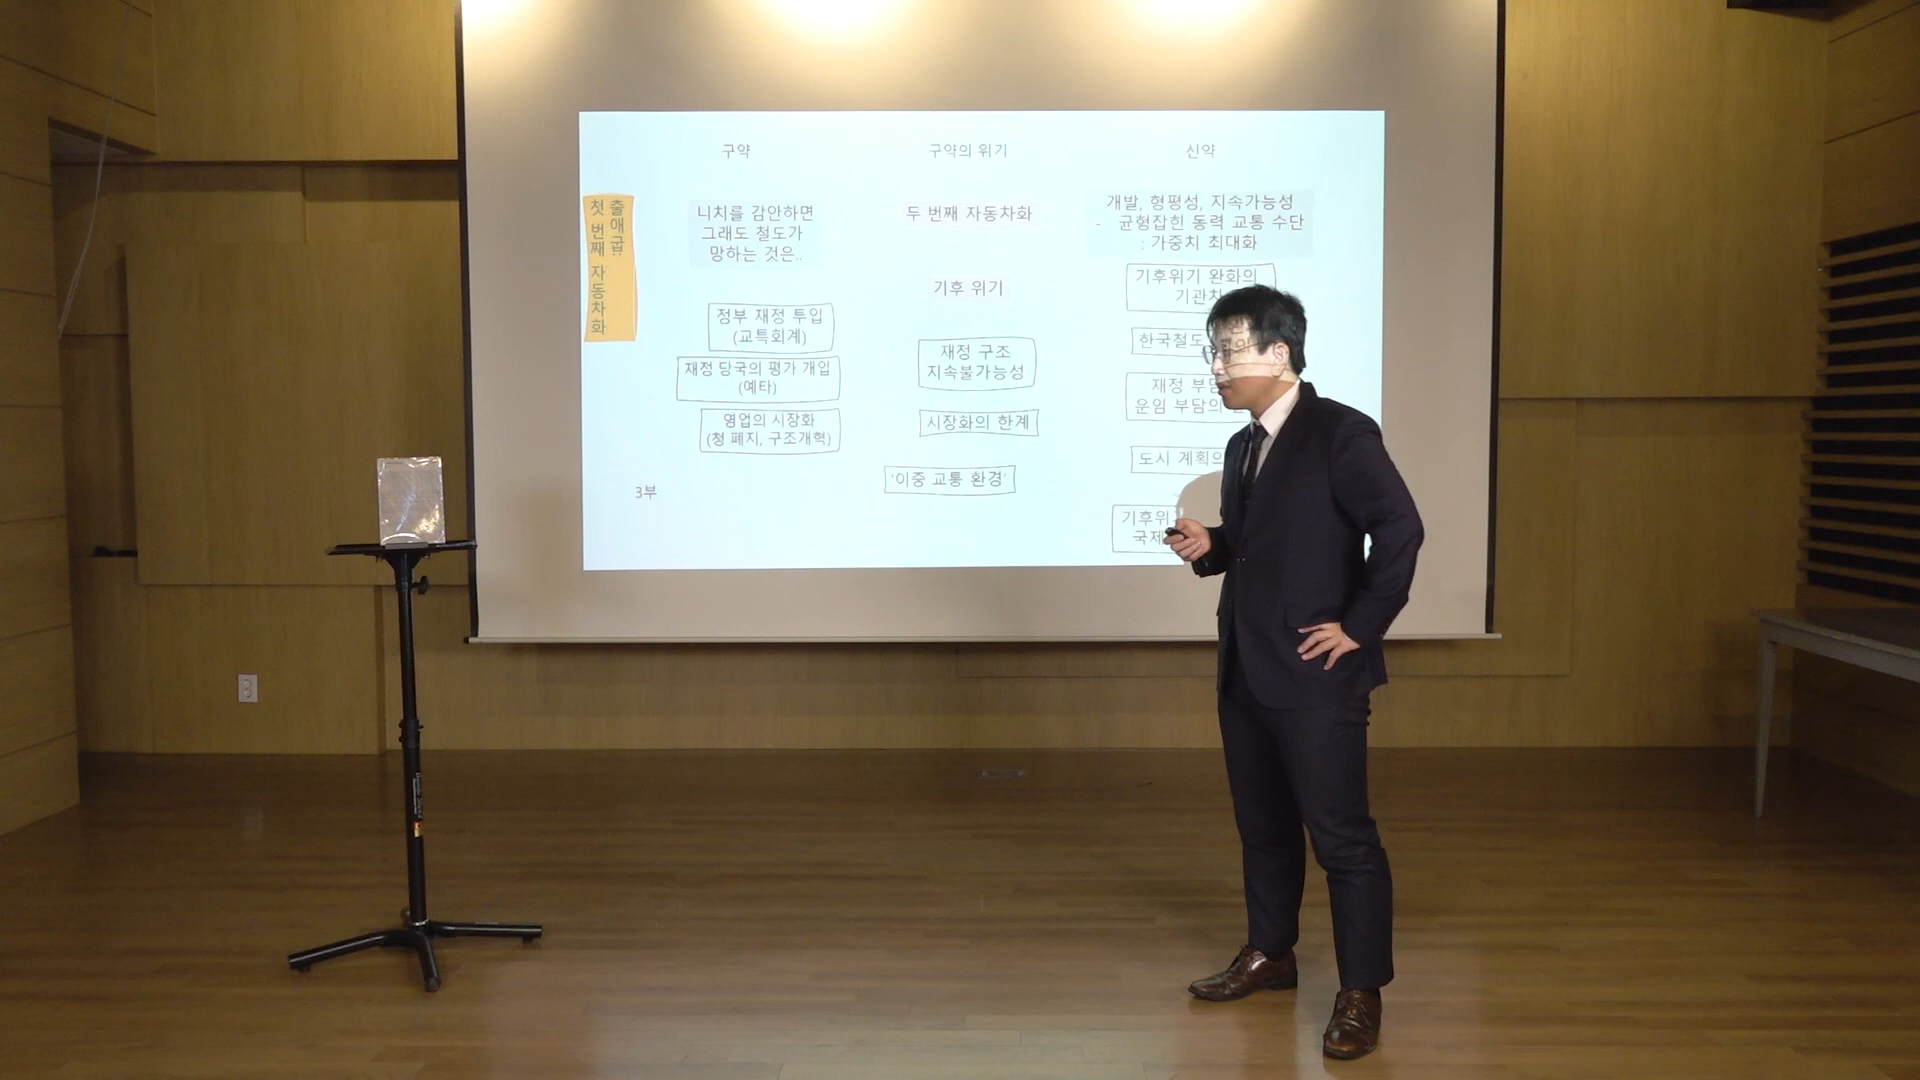 구약
구약의 위기
신약
출애굽..
첫 번째 자동차화
니치를 감안하면
그래도 철도가
망하는 것은..
정부 재정 투입
(교특회계)
재정 당국의 평가 개입
(예타)
영업의 시장화
(청 폐지, 구조개혁)
3부
두 번째 자동차화
기후 위기
재정 구조
지속불가능성
시장화의 한계
'이중 교통 환경'
개발, 형평성, 지속가능성
- 균형잡힌 동력 교통 수단
: 가중치 최대화
기후위기 완화의
기관차
한국철도
재정 부담
운임 부담의
도시 계획의
기후위기
국제